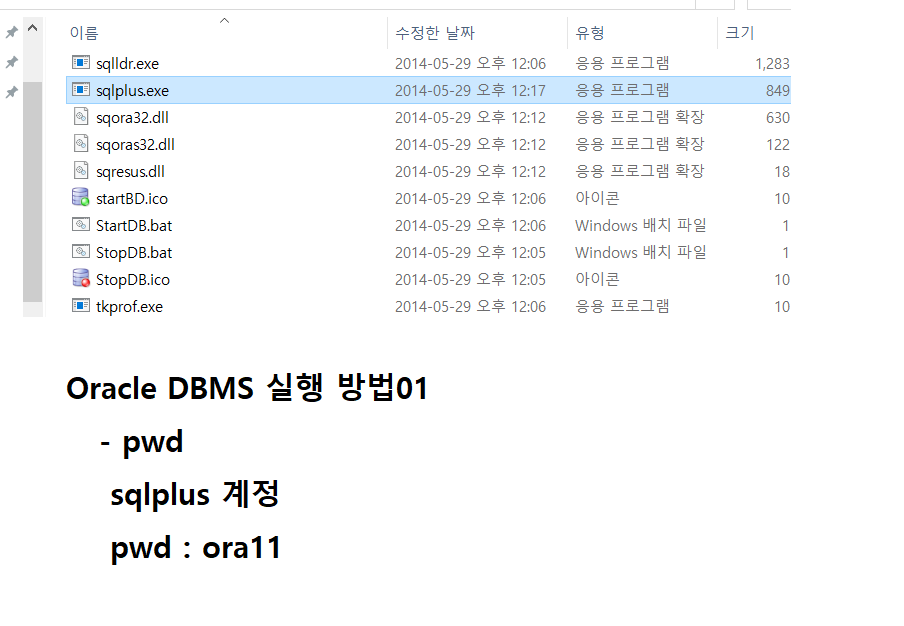 이름 수정한 날짜 유형 크기
sqlldr.exe 2014-05-29 오후 12:06 응용 프로그램 1,283
sqlplus.exe 2014-05-29 오후 12:17 응용 프로그램 849
sqora32.dll 2014-05-29 오후 12:12 응용 프로그램 확장 630
sqoras32.dll 2014-05-29 오후 12:12 응용 프로그램 확장 122
sqresus.dll 2014-05-29 오후 12:12 응용 프로그램 확장 18
startBD.ico 2014-05-29 오후 12:06 아이콘 10
StartDB.bat 2014-05-29 오후 12:06 Windows 배치 파일 1
StopDB.bat 2014-05-29 오후 12:05 Windows 배치 파일 1
StopDB.ico 2014-05-29 오후 12:05 아이콘 10
tkprof.exe 2014-05-29 오후 12:06 응용 프로그램 10
Oracle DBMS 실행 방법01
- pwd
sqlplus 계정
pwd : ora11